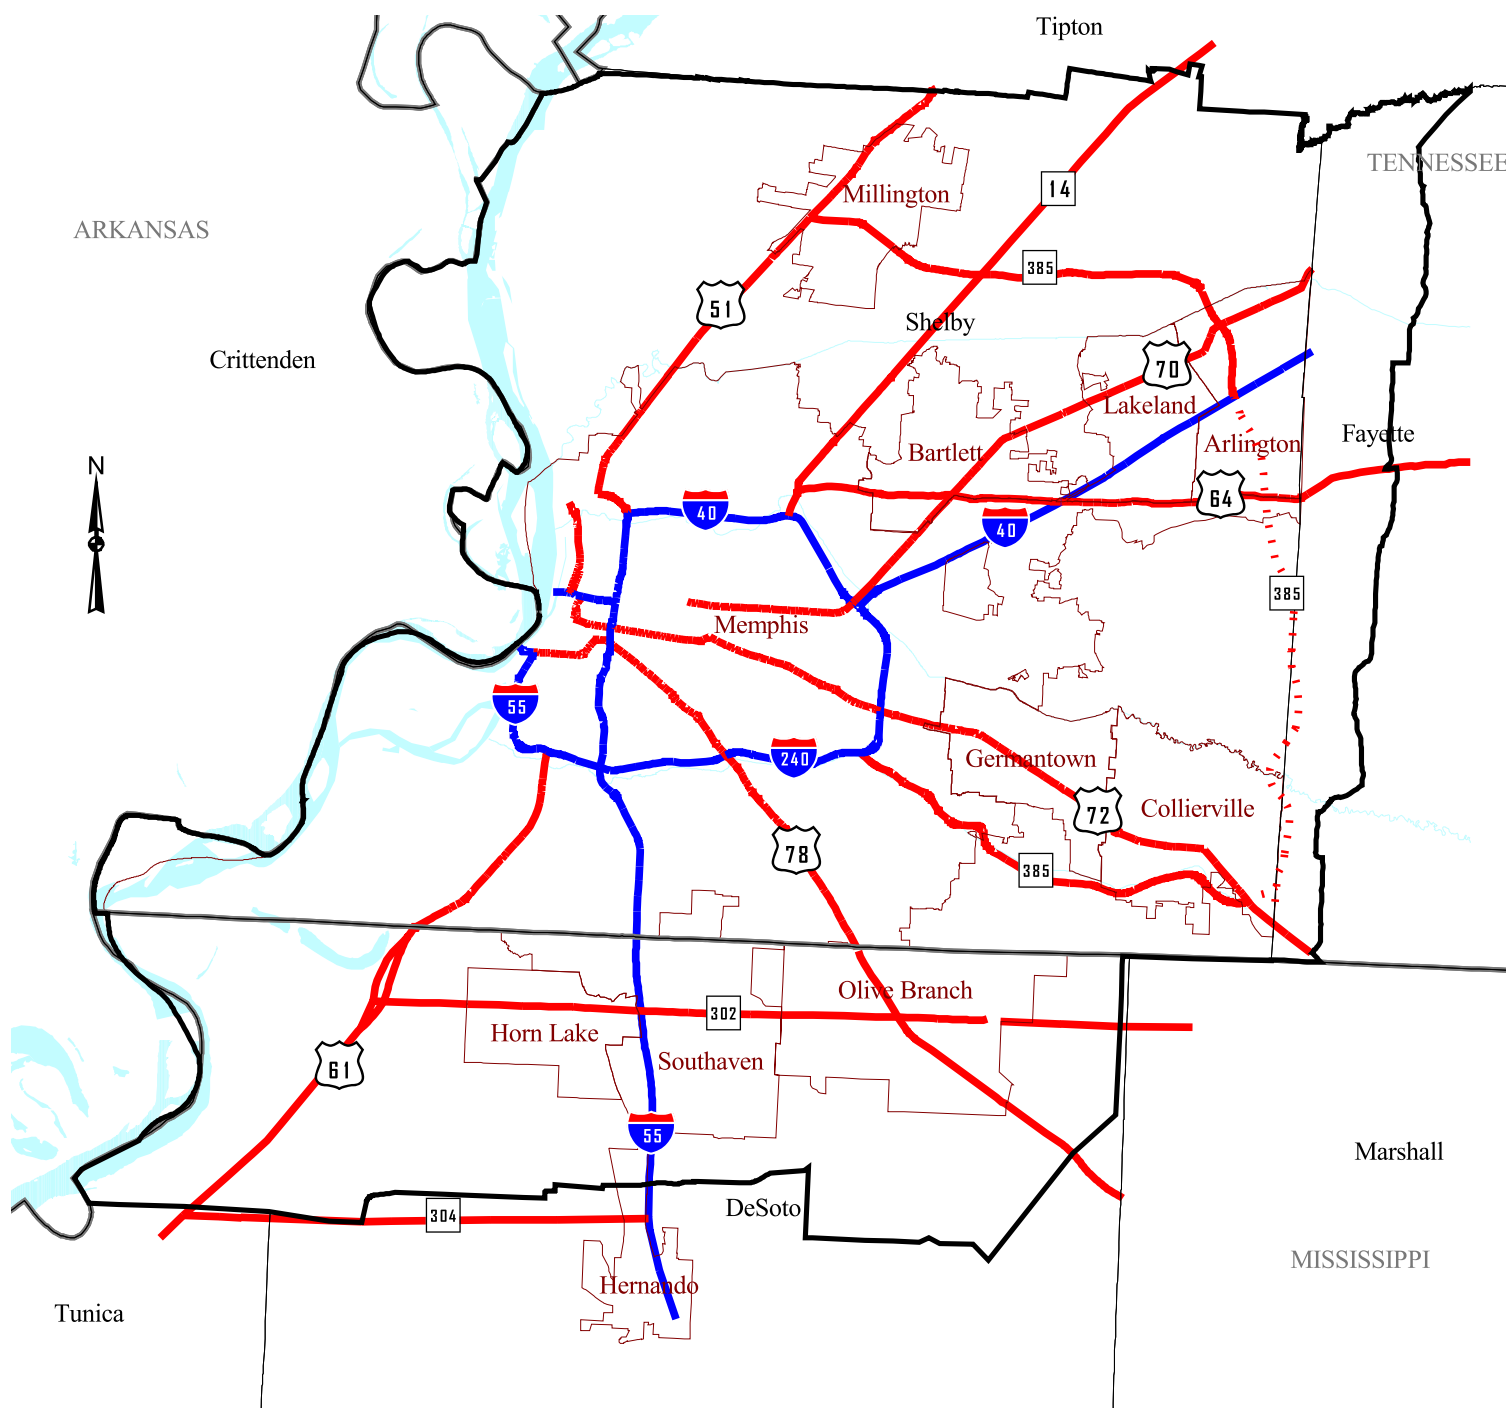 Tipton
TENNESSEE
14
Millington
ARKANSAS
385
51
Shelby
Crittenden
70
Lakeland
Fayette
Arlington
Bartlett
N
64
40
40
385
Memphis
55
240
Germantown
Collierville
72
78
385
Olive Branch
302
Horn Lake
Southaven
61
55
Marshall
DeSoto
304
MISSISSIPPI
Hernando
Tunica